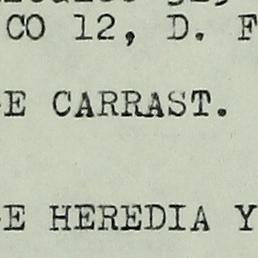 CO 12, D. F
E CARRAST.
E HEREDIA Y